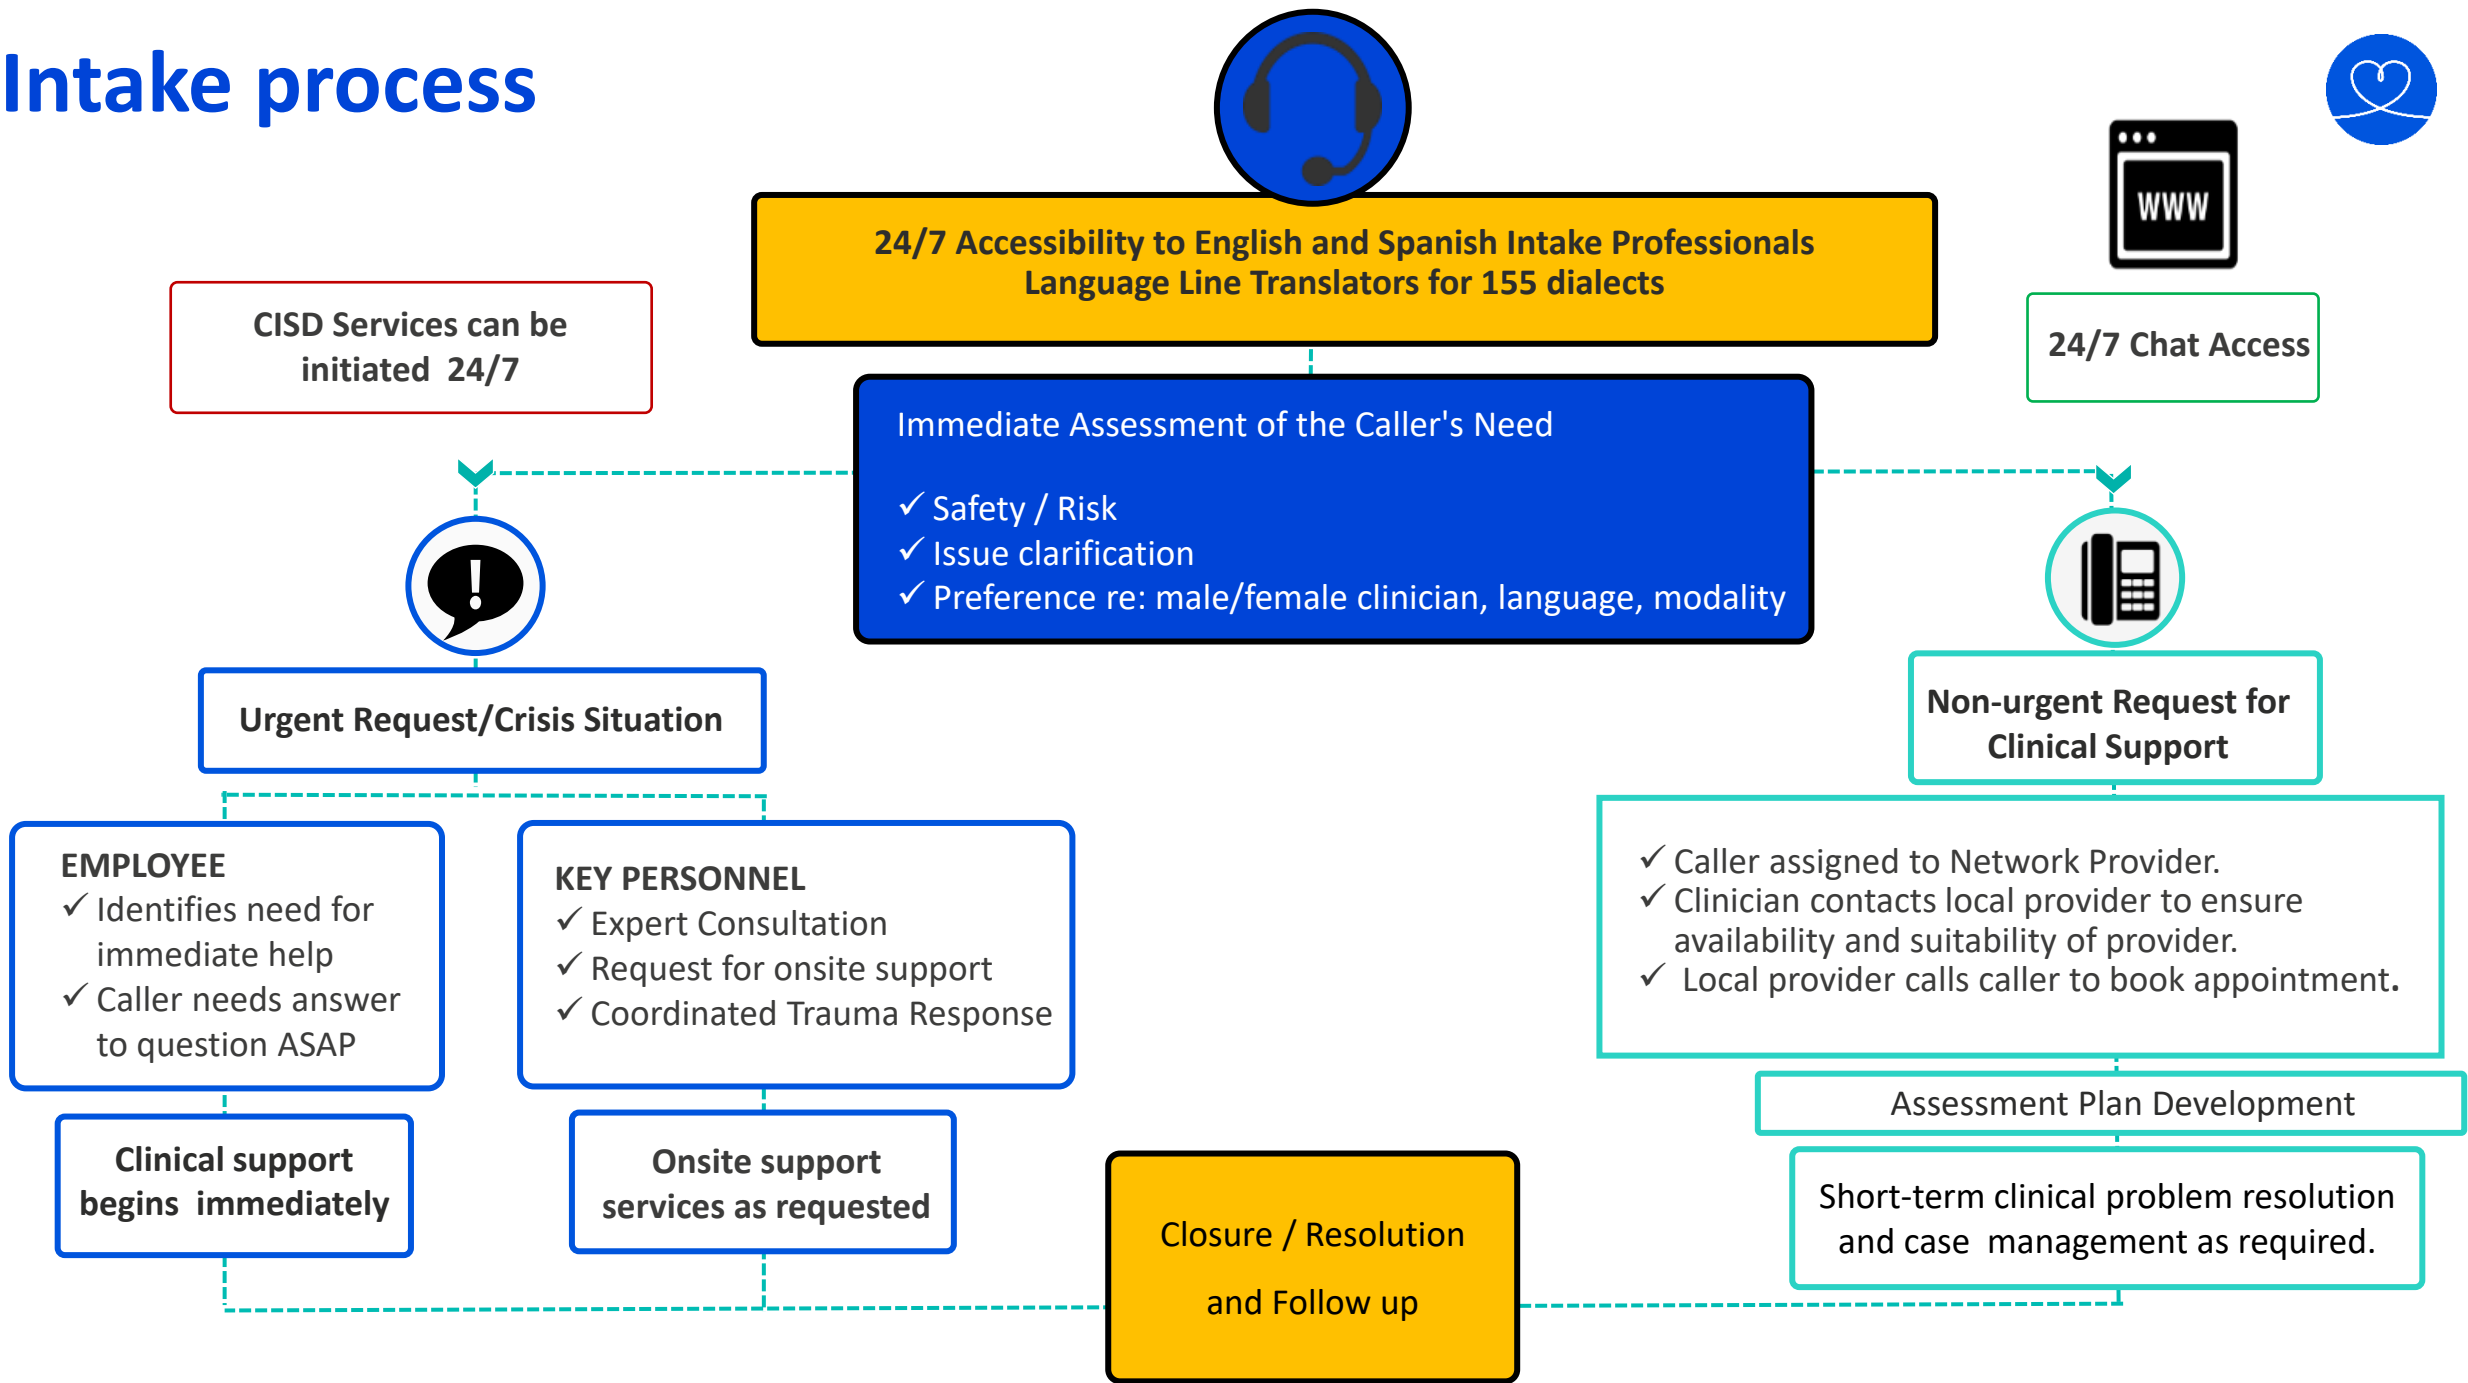 Intake process
WWW
24/7 Accessibility to English and Spanish Intake Professionals
Language Line Translators for 155 dialects
CISD Services can be
initiated 24/7
24/7 Chat Access
Immediate Assessment of the Caller's Need
✓ Safety / Risk
✓ Issue clarification
✓ Preference re: male/female clinician, language, modality
!
Urgent Request/Crisis Situation
Non-urgent Request for
Clinical Support
EMPLOYEE
✓ Identifies need for
immediate help
✓ Caller needs answer
to question ASAP
KEY PERSONNEL
✓ Expert Consultation
✓ Request for onsite support
✓ Coordinated Trauma Response
✓ Caller assigned to Network Provider.
✓ Clinician contacts local provider to ensure
availability and suitability of provider.
✓ Local provider calls caller to book appointment.
Clinical support
begins immediately
Onsite support
services as requested
Assessment Plan Development
Short-term clinical problem resolution
and case management as required.
Closure / Resolution
and Follow up